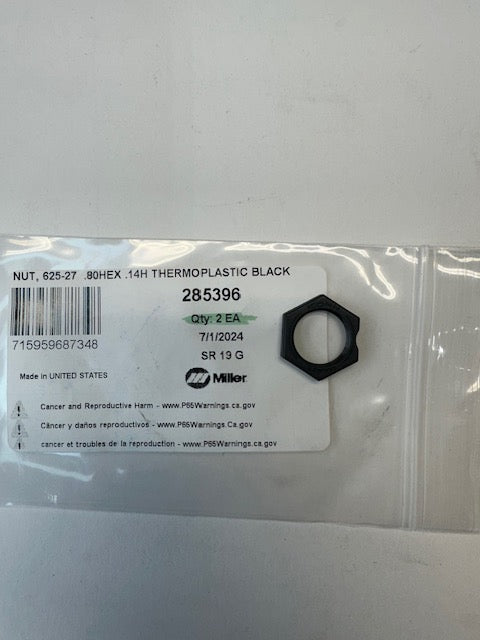 NUT, 625-27 .80HEX .14H THERMOPLASTIC BLACK
285396
Qty: 2 EA
715959687348
7/1/2024
SR 19 G
Made in UNITED STATES
Miller
Cancer and Reproductive Harm - www.P65Warnings.ca.gov
Cáncer y daños reproductivos - www.P65Warnings.Ca.gov
cancer et troubles de la reproduction - www.P65Warnings.ca.gov